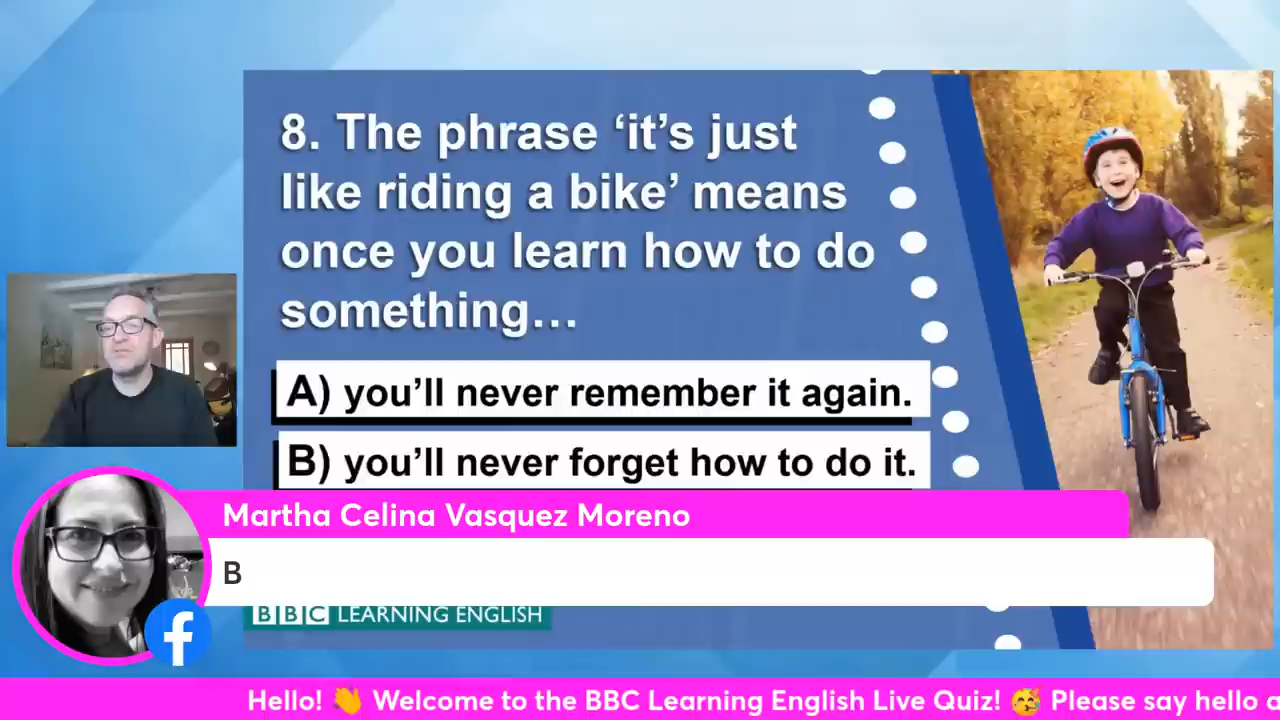 8. The phrase ‘it’s just
like riding a bike’ means
once you learn how to do
something…
A) you’ll never remember it again.
B) you’ll never forget how to do it.
Martha Celina Vasquez Moreno
B
BBC LEARNING ENGLISH
Hello! 👋 Welcome to the BBC Learning English Live Quiz! 🥳 Please say hello a